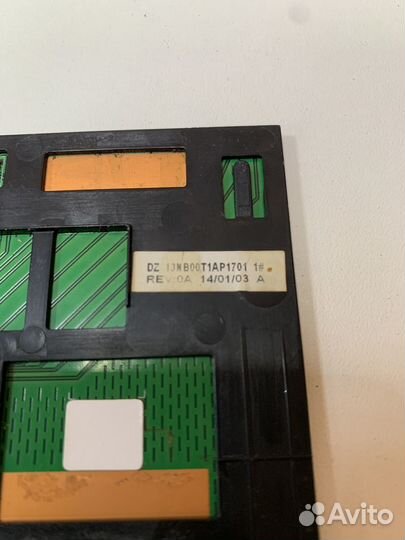 DZ 13NB00T1AP1701 1#
REV:0A 14/01/03 A
Avito